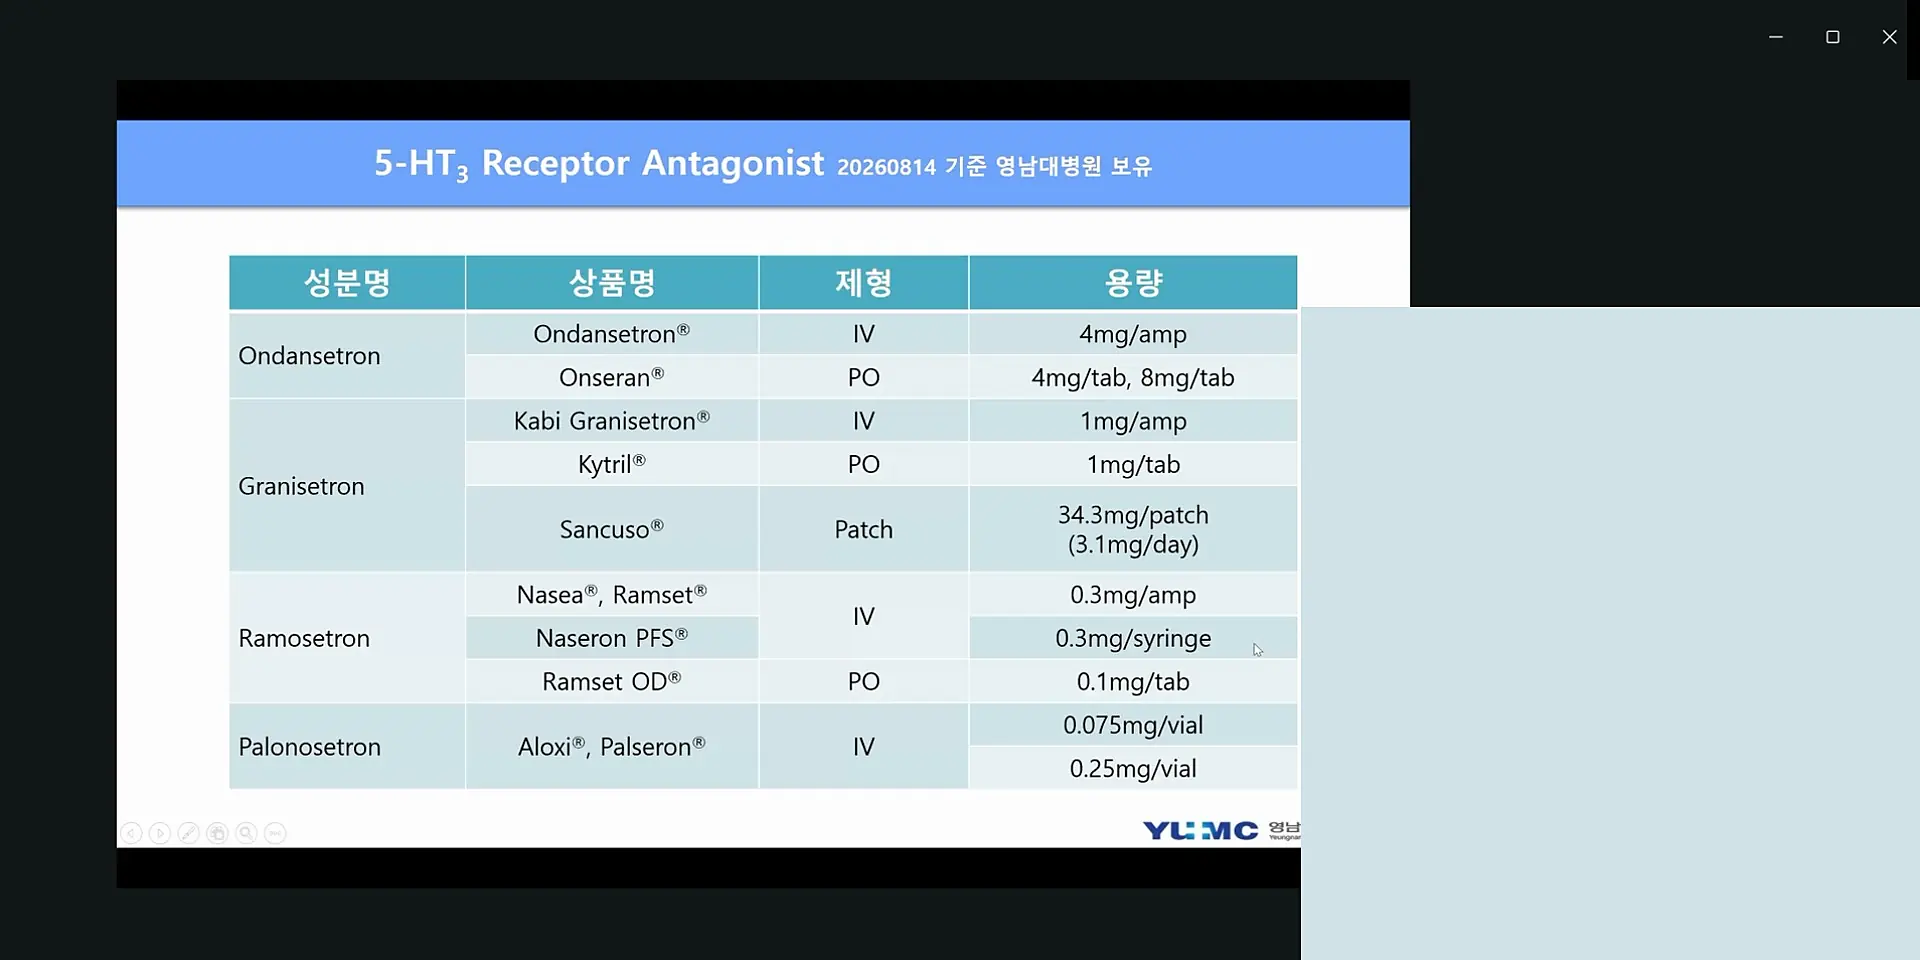 5-HT₃ Receptor Antagonist 20260814 기준 영남대병원 보유
성분명 상품명 제형 용량
Ondansetron
Ondansetron® IV 4mg/amp
Onseran® PO 4mg/tab, 8mg/tab
Granisetron
Kabi Granisetron® IV 1mg/amp
Kytril® PO 1mg/tab
Sancuso® Patch 34.3mg/patch
(3.1mg/day)
Ramosetron
Nasea®, Ramset® IV 0.3mg/amp
Naseron PFS® 0.3mg/syringe
Ramset OD® PO 0.1mg/tab
Palonosetron
Aloxi®, Palseron® IV 0.075mg/vial
0.25mg/vial
YUMC 영남
Yeungnam